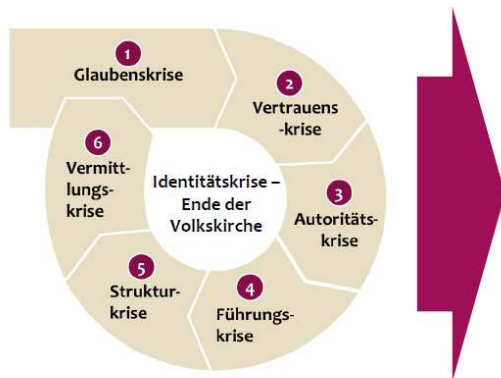 1
Glaubenskrise
2
Vertrauens
-krise
3
Autoritäts-
krise
4
Führungs-
krise
5
Struktur-
krise
6
Vermitt-
lungs-
krise
Identitätskrise –
Ende der
Volkskirche